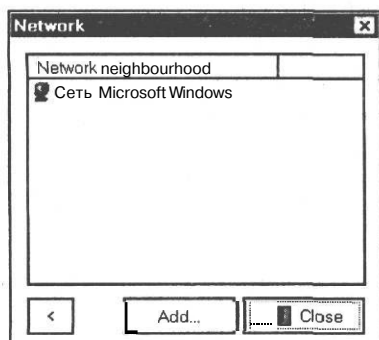 Network
Network neighbourhood
Сеть Microsoft Windows
<
Add...
Close